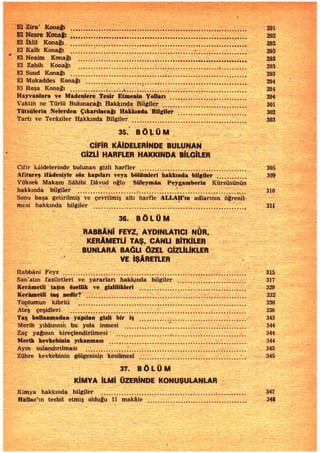 El Zira' Konağı 291
El Nesre Konağı 292
El İklil Konağı 292
El Kalb Konağı 293
El Neaim Konağı 293
El Zabih Konağı 293
El Suud Konağı 293
El Mukaddes Konağı 294
El Reşa Konağı 294
Hayvanlara ve Madenlere Tesir Etmenin Yolları 294
Vaktin ne Türlü Bulunacağı Hakkında Bilgiler 301
Tütsülerin Nelerden Çıkarılacağı Hakkında Bilgiler 302
Tartı ve Teraziler Hakkında Bilgiler 303
35. BÖLÜM
CİFİR KÂİDELERİNDE BULUNAN
GİZLİ HARFLER HAKKINDA BİLGİLER
Cifir kâidelerinde bulunan gizli harfler 305
Afitureş ifâdesiyle söz kapıları veya bölümleri hakkında bilgiler 309
Yüksek Makam Sâhibi Dâvud oğlu Süleymân Peygamberin Kürsüsünün
hakkında bilgiler 310
Sonu başa getirilmiş ve çevrilmiş altı harfle ALLAH'ın adlarının öğrenil-
mesi hakkında bilgiler 311
36. BÖLÜM
RABBÂNİ FEYZ, AYDINLATICI NÛR,
KERÂMETLİ TAŞ, CANLI BİTKİLER
BUNLARA BAĞLI ÖZEL GİZLİLİKLER
VE İŞÂRETLER
Rabbâni Feyz 315
San'atın faziletleri ve yararları hakkında bilgiler 317
Kerâmetli taşın özellik ve gizlilikleri 329
Kerâmetli taş nedir? 332
Toplumun kibriti 336
Ateş çeşidleri 336
Taş kullanmadan yapılan gizli bir iş 343
Merih yıldızının bu yola inmesi 344
Zaç yağının kireçlendirilmesi 344
Merih kevkebinin yıkanması 344
Ayın sulandırılması 345
Zühre kevkebinin gölgesinin kesilmesi 345
37. BÖLÜM
KİMYA İLMİ ÜZERİNDE KONUŞULANLAR
Kimya hakkında bilgiler 347
Hallac'ın tesbit etmiş olduğu 11 makâle 348